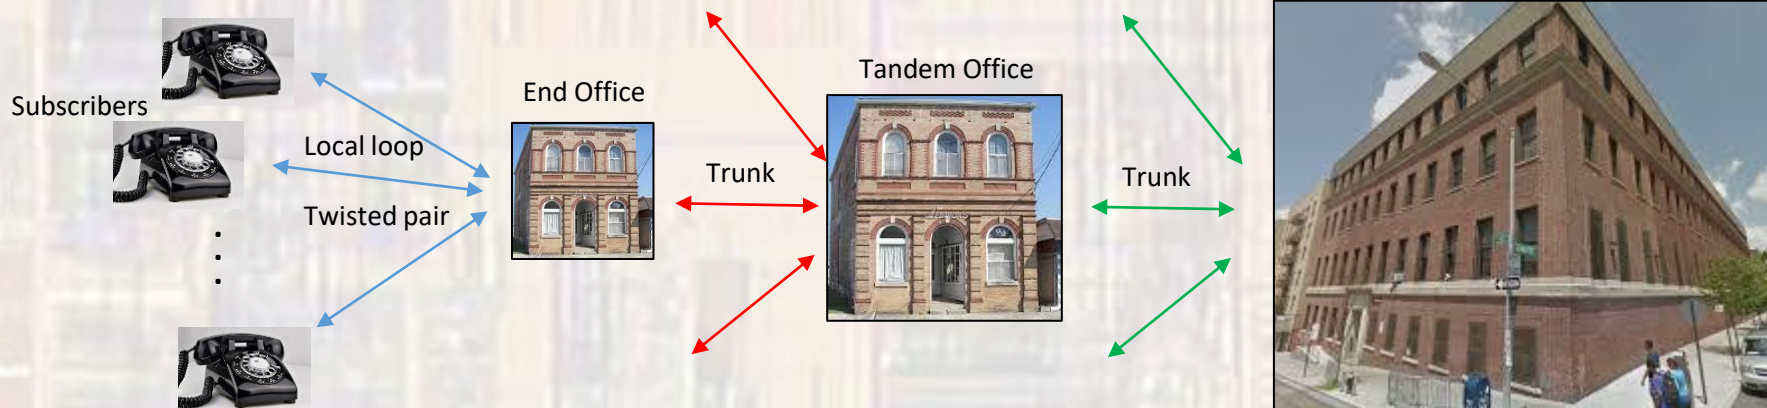 Subscribers
Local loop
Twisted pair
End Office
Trunk
Tandem Office
Trunk